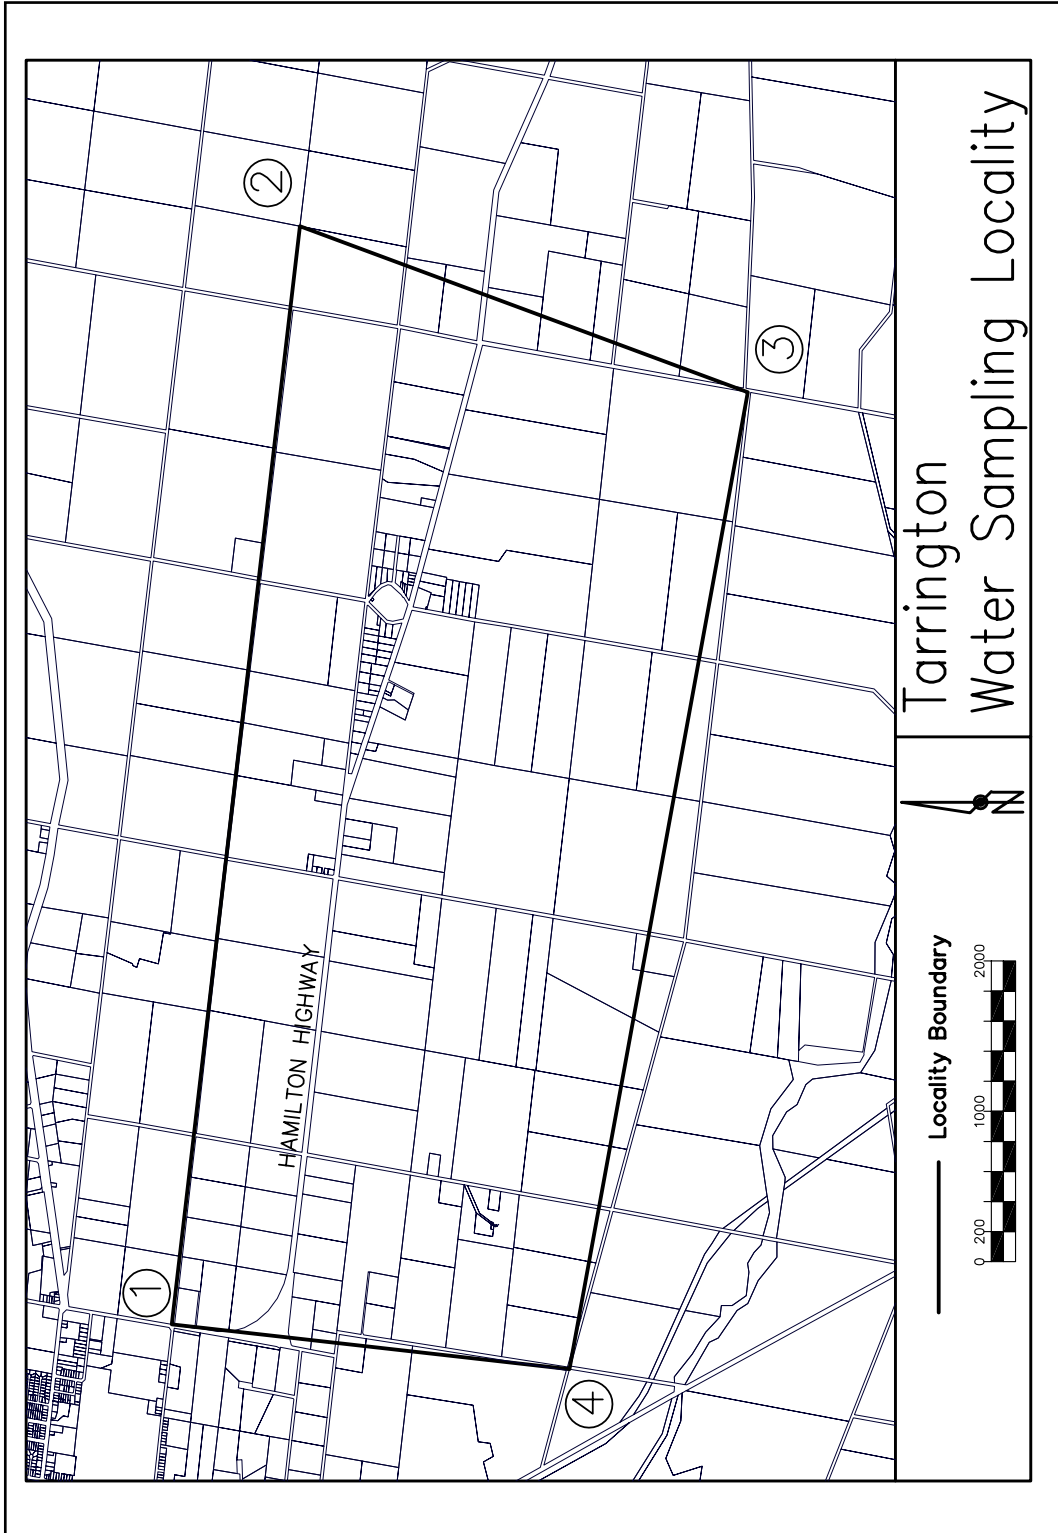 Tarrington
Water Sampling Locality
N
Locality Boundary
0 200 1000 2000
HAMILTON HIGHWAY
1
2
3
4